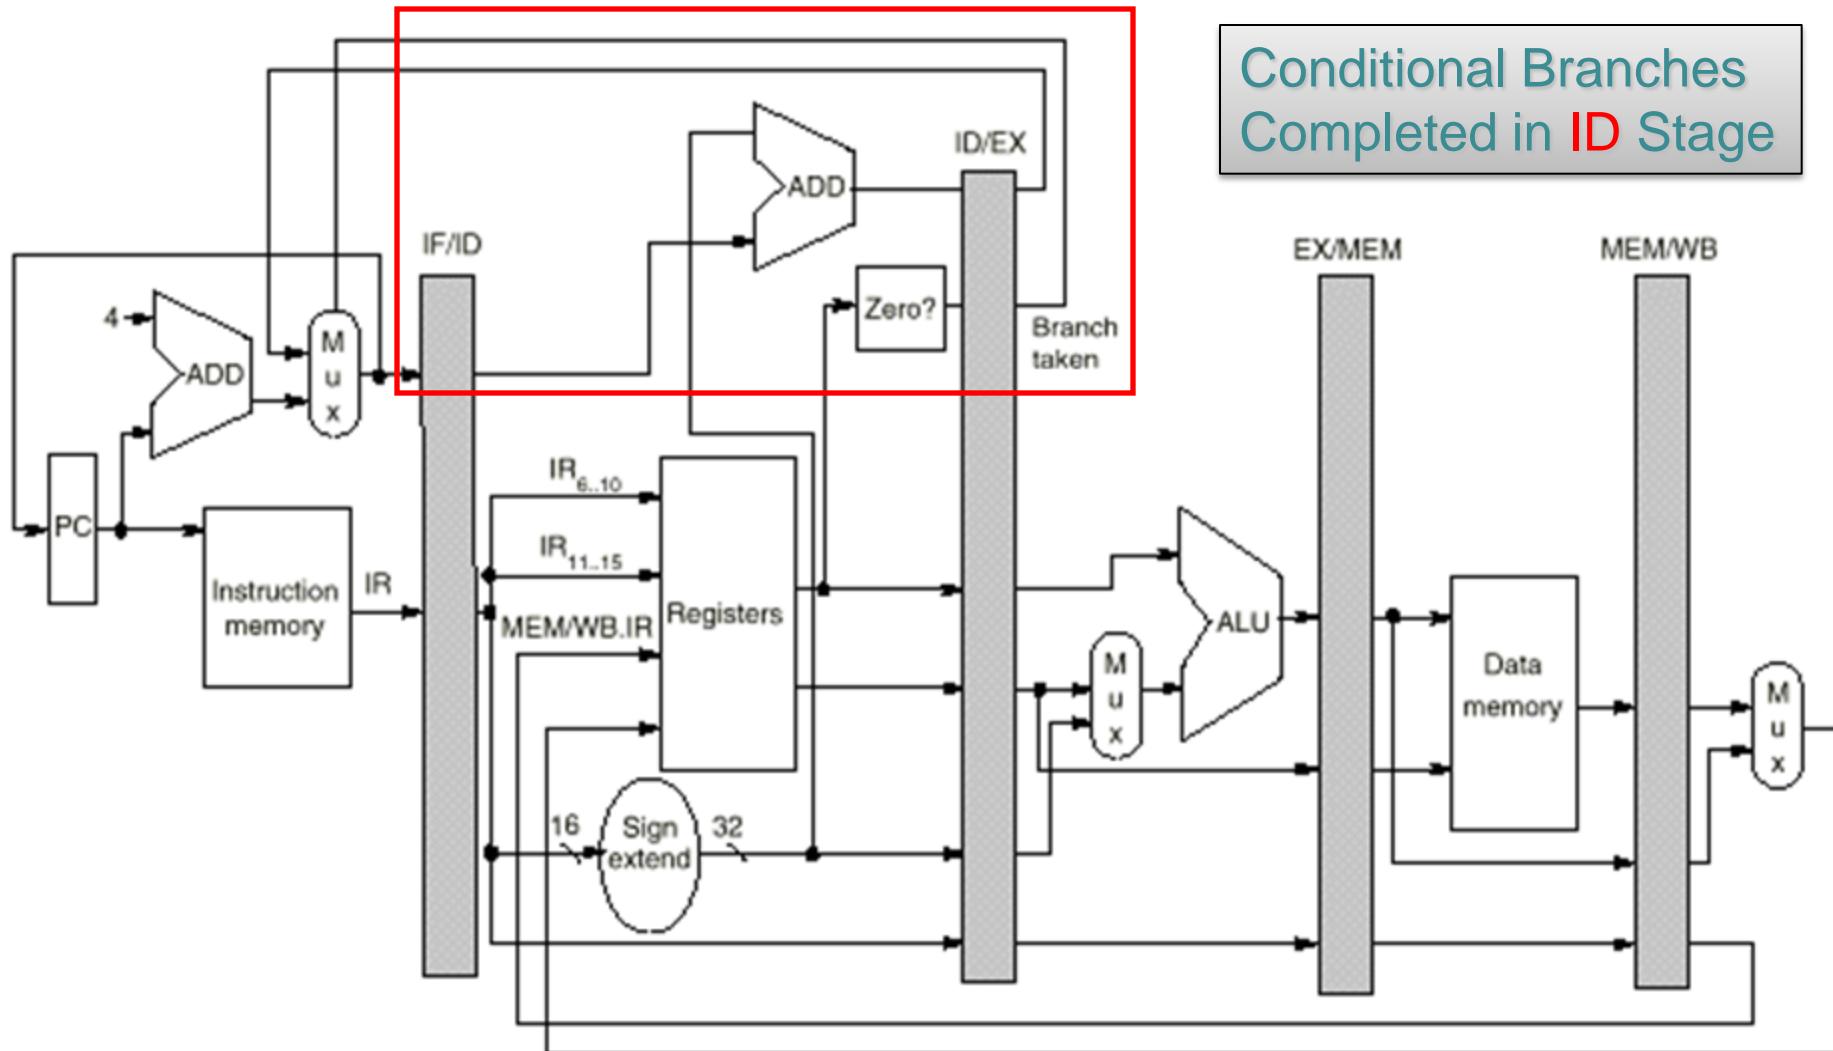 Conditional Branches
Completed in ID Stage
ID/EX
ADD
IF/ID
EX/MEM
MEM/WB
4
ADD
M
u
x
Zero?
Branch
taken
PC
Instruction
memory
IR
IR6..10
IR11..15
MEM/WB.IR
Registers
M
u
x
ALU
Data
memory
M
u
x
16
Sign
extend
32